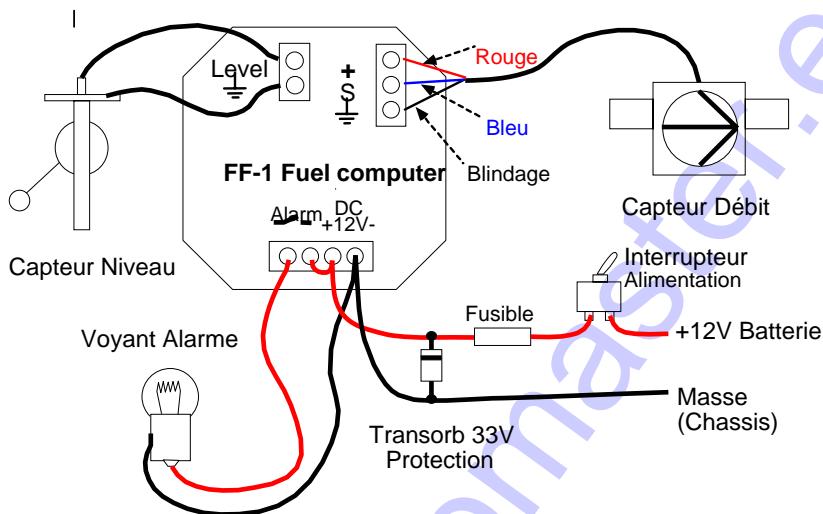 Level
+
S
Rouge
Bleu
Blindage
FF-1 Fuel computer
Alarm
DC
+12V-
Capteur Niveau
Capteur Débit
Interrupteur
Alimentation
Fusible
+12V Batterie
Voyant Alarme
Masse
(Chassis)
Transorb 33V
Protection
omaster.e